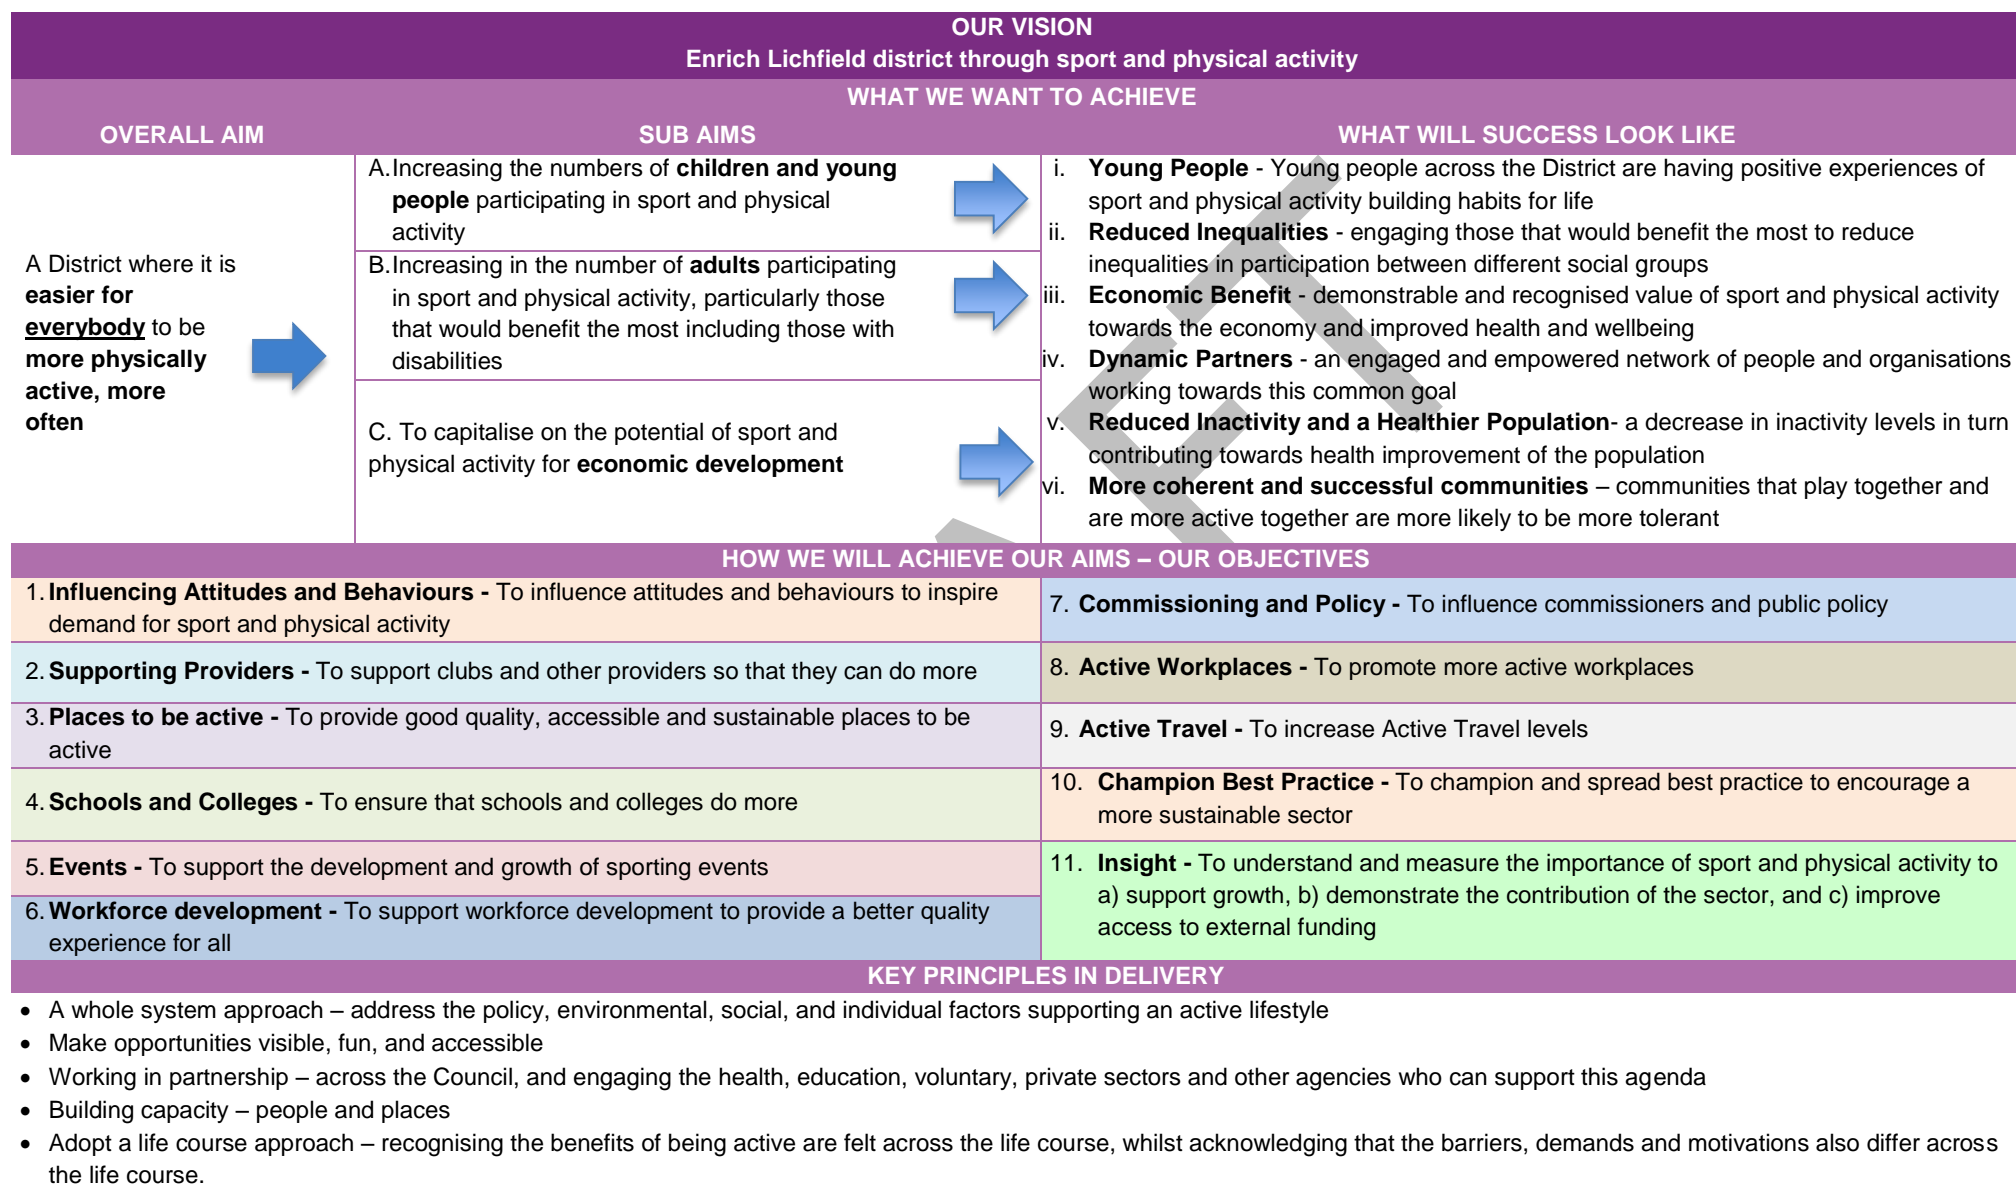 OUR VISION
Enrich Lichfield district through sport and physical activity
WHAT WE WANT TO ACHIEVE
OVERALL AIM
SUB AIMS
WHAT WILL SUCCESS LOOK LIKE
A District where it is
easier for
everybody to be
more physically
active, more
often
A.Increasing the numbers of children and young
people participating in sport and physical
activity
B.Increasing in the number of adults participating
in sport and physical activity, particularly those
that would benefit the most including those with
disabilities
C. To capitalise on the potential of sport and
physical activity for economic development
i. Young People - Young people across the District are having positive experiences of
sport and physical activity building habits for life
ii. Reduced Inequalities - engaging those that would benefit the most to reduce
inequalities in participation between different social groups
iii. Economic Benefit - demonstrable and recognised value of sport and physical activity
towards the economy and improved health and wellbeing
iv. Dynamic Partners - an engaged and empowered network of people and organisations
working towards this common goal
v. Reduced Inactivity and a Healthier Population- a decrease in inactivity levels in turn
contributing towards health improvement of the population
vi. More coherent and successful communities – communities that play together and
are more active together are more likely to be more tolerant
HOW WE WILL ACHIEVE OUR AIMS – OUR OBJECTIVES
1. Influencing Attitudes and Behaviours - To influence attitudes and behaviours to inspire
demand for sport and physical activity
2. Supporting Providers - To support clubs and other providers so that they can do more
3. Places to be active - To provide good quality, accessible and sustainable places to be
active
4. Schools and Colleges - To ensure that schools and colleges do more
5. Events - To support the development and growth of sporting events
6. Workforce development - To support workforce development to provide a better quality
experience for all
7. Commissioning and Policy - To influence commissioners and public policy
8. Active Workplaces - To promote more active workplaces
9. Active Travel - To increase Active Travel levels
10. Champion Best Practice - To champion and spread best practice to encourage a
more sustainable sector
11. Insight - To understand and measure the importance of sport and physical activity to
a) support growth, b) demonstrate the contribution of the sector, and c) improve
access to external funding
KEY PRINCIPLES IN DELIVERY
• A whole system approach – address the policy, environmental, social, and individual factors supporting an active lifestyle
• Make opportunities visible, fun, and accessible
• Working in partnership – across the Council, and engaging the health, education, voluntary, private sectors and other agencies who can support this agenda
• Building capacity – people and places
• Adopt a life course approach – recognising the benefits of being active are felt across the life course, whilst acknowledging that the barriers, demands and motivations also differ across
the life course.